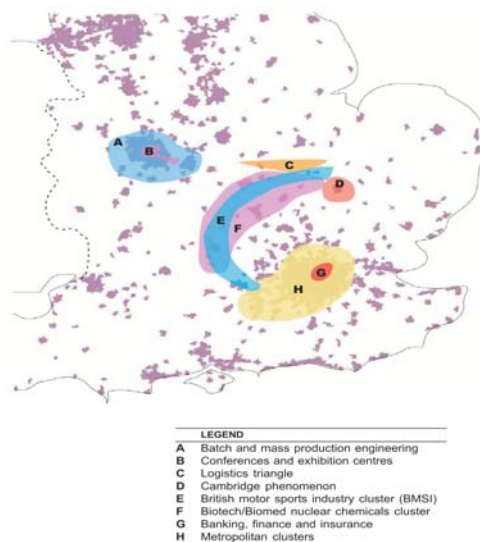 A
B
C
D
E
F
G
H
LEGEND
A Batch and mass production engineering
B Conferences and exhibition centres
C Logistics triangle
D Cambridge phenomenon
E British motor sports industry cluster (BMSI)
F Biotech/Biomed nuclear chemicals cluster
G Banking, finance and insurance
H Metropolitan clusters